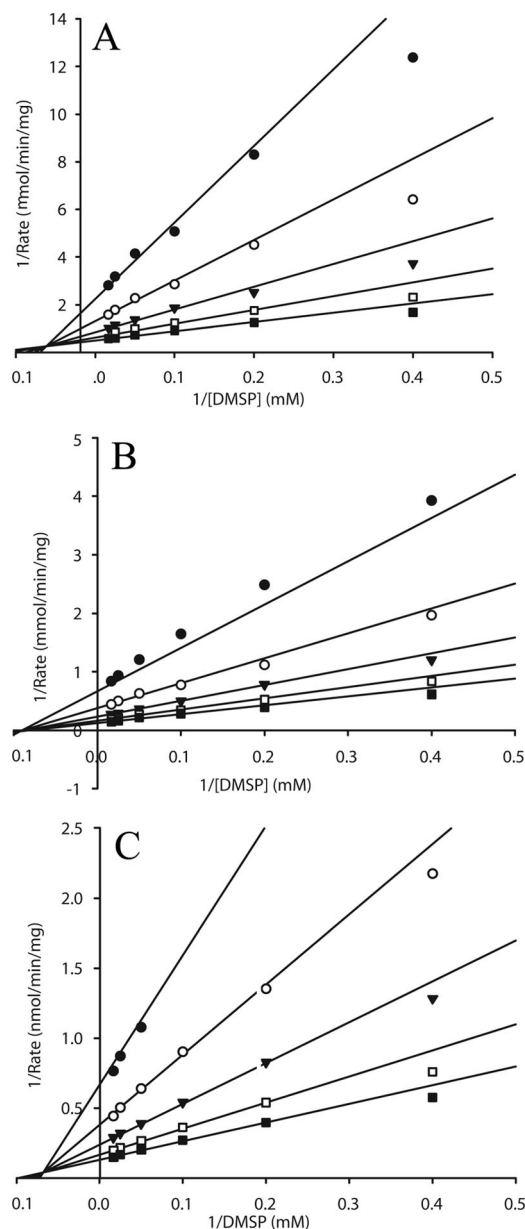 A
14
12
10
8
6
4
2
1/Rate (mmol/min/mg)
0.1 .0 0.1 0.2 0.3 0.4 0.5
1/[DMSP] (mM)
B
5
4
3
2
1
0
-1
1/Rate (mmol/min/mg)
0.1 0.0 0.1 0.2 0.3 0.4 0.5
1/[DMSP] (mM)
C
2.5
2.0
1.5
1.0
0.5
1/Rate (nmol/min/mg)
0.1 0.0 0.1 0.2 0.3 0.4 0.5
1/DMSP] (mM)